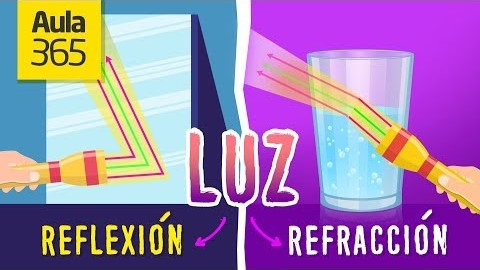 Aula
365
LUZ
REFLEXIÓN
REFRACCIÓN